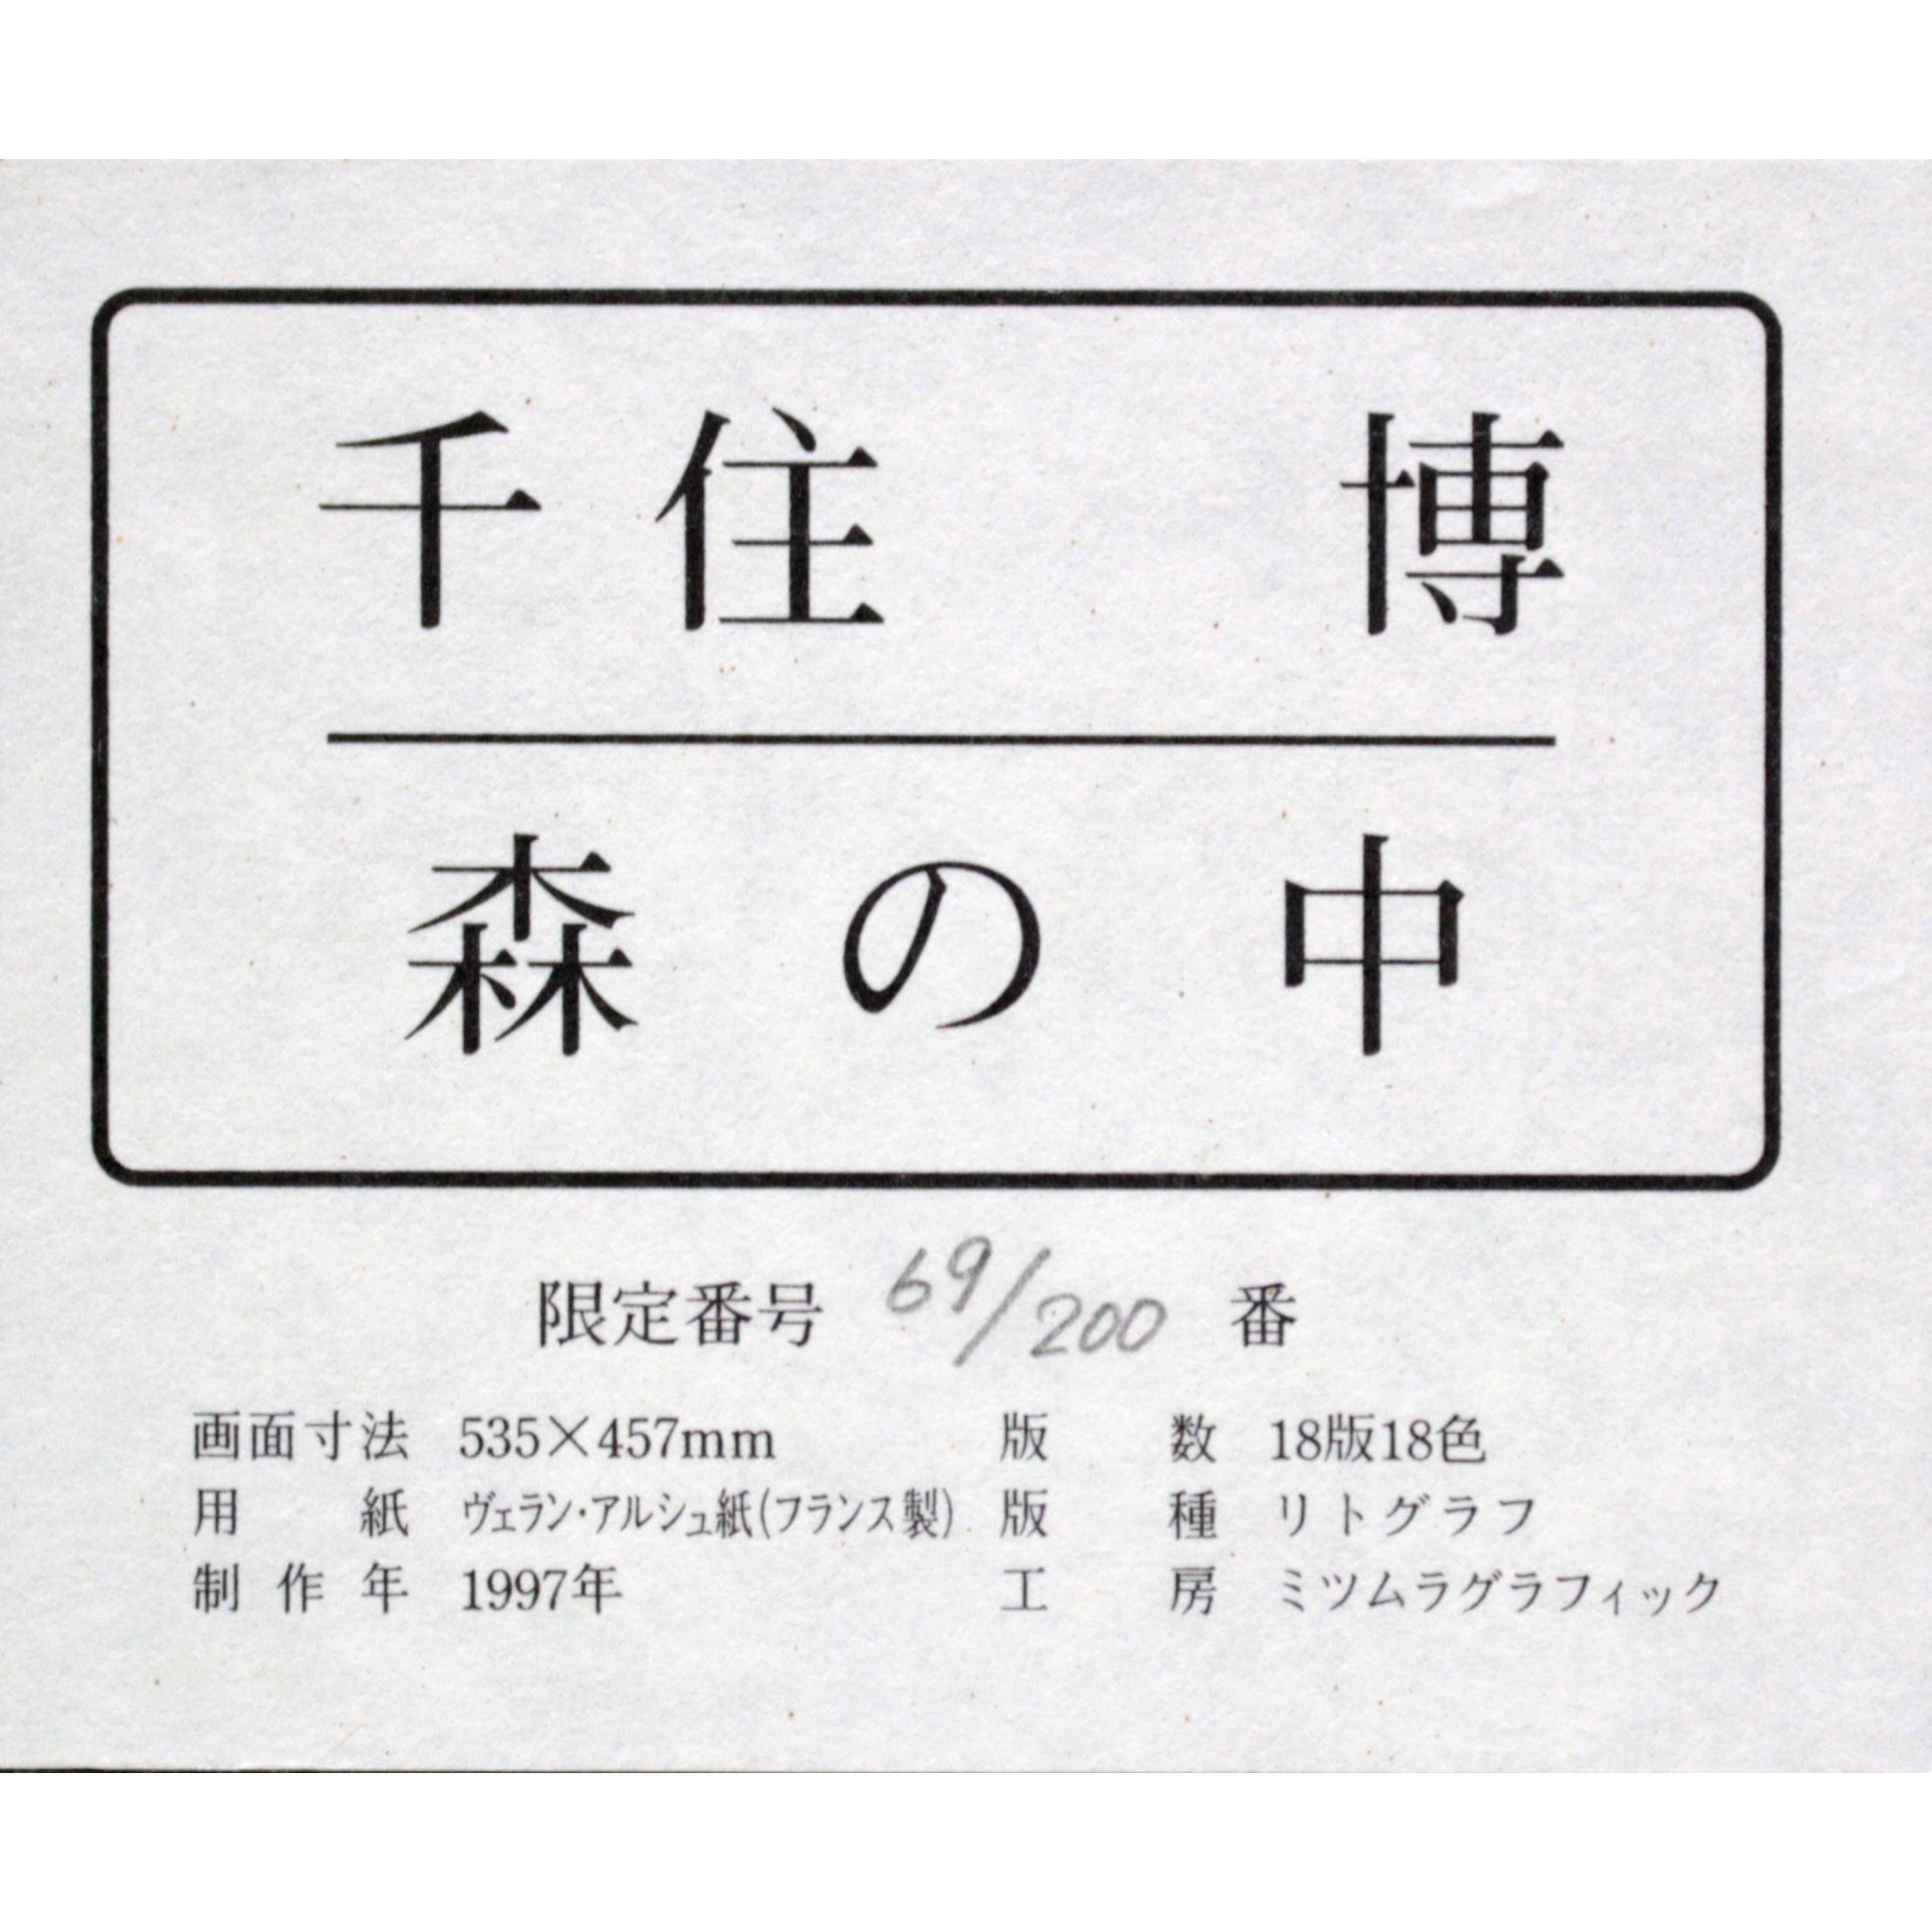 千住 博
森の中
限定番号 69/200 番
画面寸法 535×457mm 版数 18版18色
用紙 ヴェラン・アルシュ紙(フランス製) 版種 リトグラフ
制作年 1997年 工房 ミツムラグラフィック